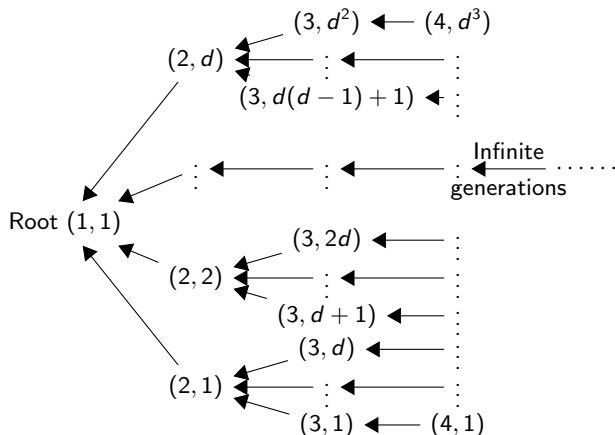 (3, d²) (4, d³)
(2, d)
(3, d(d − 1) + 1)
Infinite
generations
Root (1, 1)
(3, 2d)
(2, 2)
(3, d + 1)
(3, d)
(2, 1)
(3, 1) (4, 1)